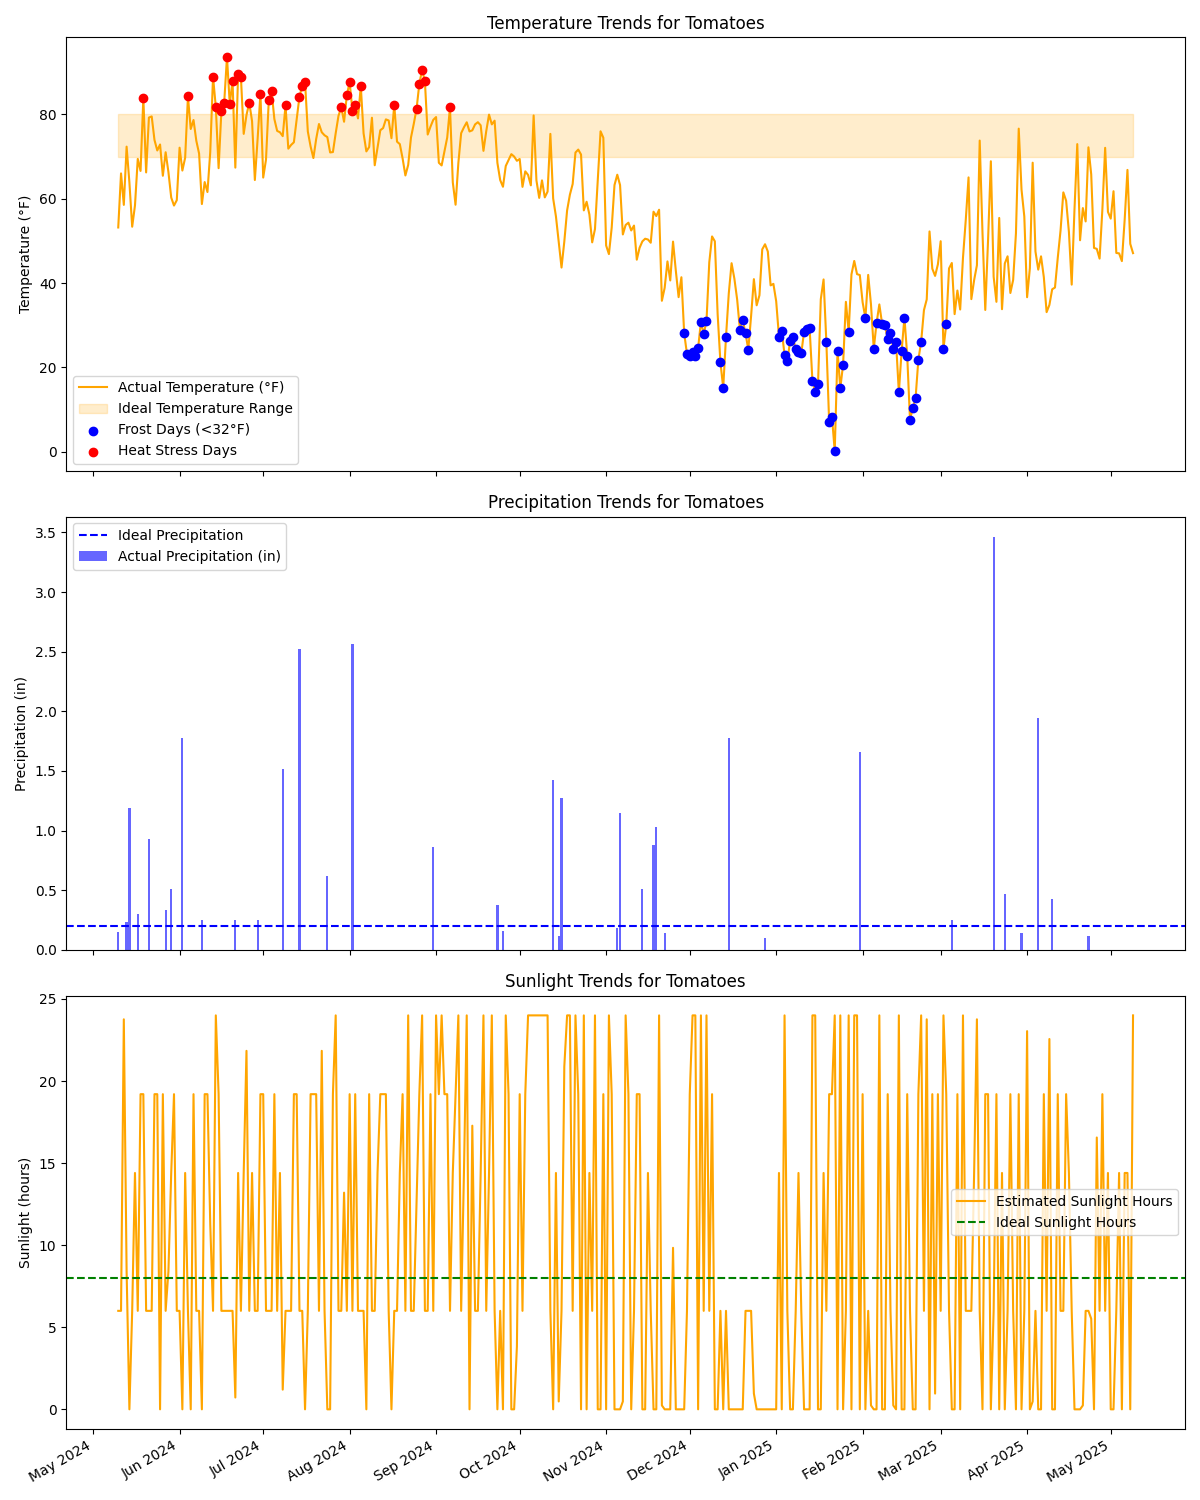 Temperature Trends for Tomatoes
Temperature (°F)
80
60
40
20
0
Actual Temperature (°F)
Ideal Temperature Range
Frost Days (<32°F)
Heat Stress Days
Precipitation Trends for Tomatoes
Precipitation (in)
3.5
3.0
2.5
2.0
1.5
1.0
0.5
0.0
Ideal Precipitation
Actual Precipitation (in)
Sunlight Trends for Tomatoes
Sunlight (hours)
25
20
15
10
5
0
Estimated Sunlight Hours
Ideal Sunlight Hours
May 2024
Jun 2024
Jul 2024
Aug 2024
Sep 2024
Oct 2024
Nov 2024
Dec 2024
Jan 2025
Feb 2025
Mar 2025
Apr 2025
May 2025